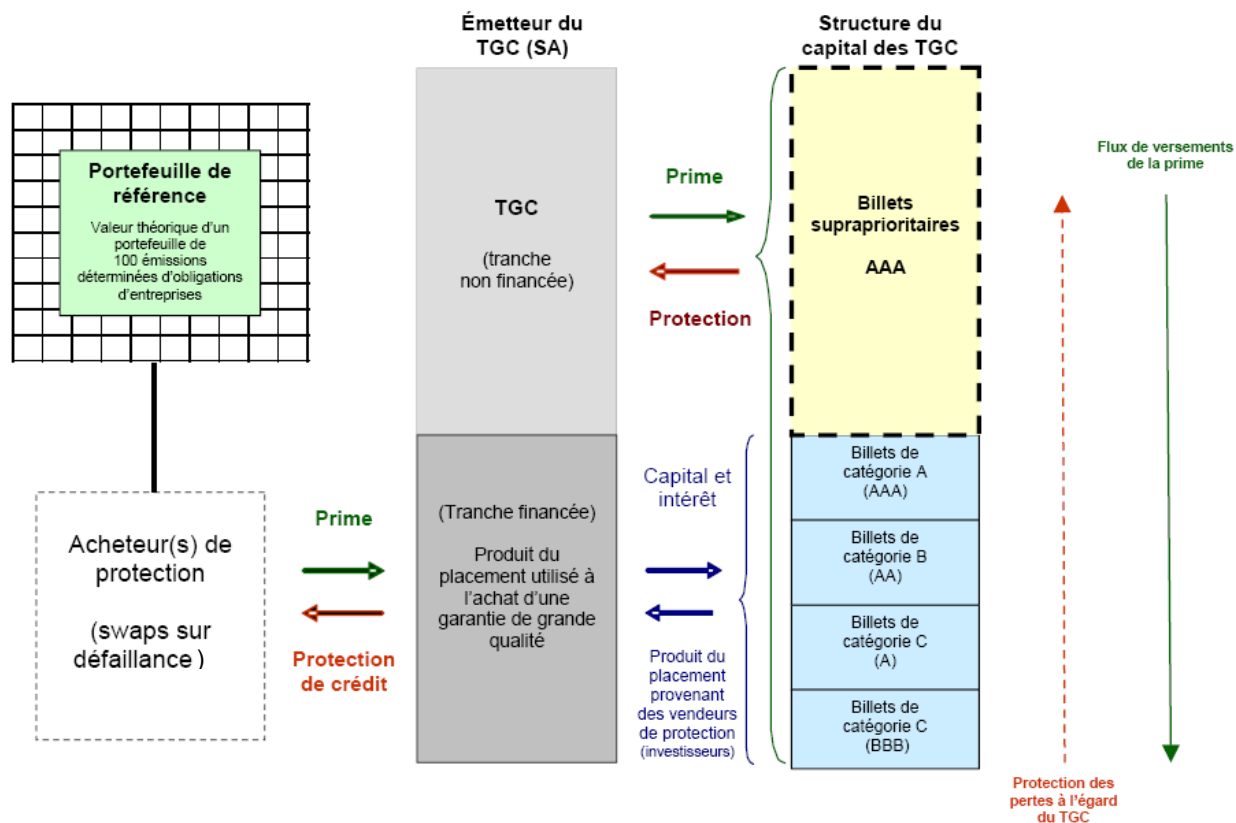 Émetteur du
TGC (SA)
Structure du
capital des TGC
Portefeuille de
référence
Valeur théorique d’un
portefeuille de
100 émissions
déterminées d’obligations
d’entreprises
TGC
(tranche
non financée)
Prime
Protection
Billets
supraprioritaires
AAA
Flux de versements
de la prime
Acheteur(s) de
protection
(swaps sur
défaillance )
Prime
Protection
de crédit
(Tranche financée)
Produit du
placement utilisé à
l’achat d’une
garantie de grande
qualité
Capital et
intérêt
Produit du
placement
provenant
des vendeurs
de protection
(investisseurs)
Billets de
catégorie A
(AAA)
Billets de
catégorie B
(AA)
Billets de
catégorie C
(A)
Billets de
catégorie C
(BBB)
Protection des
pertes à l’égard
du TGC